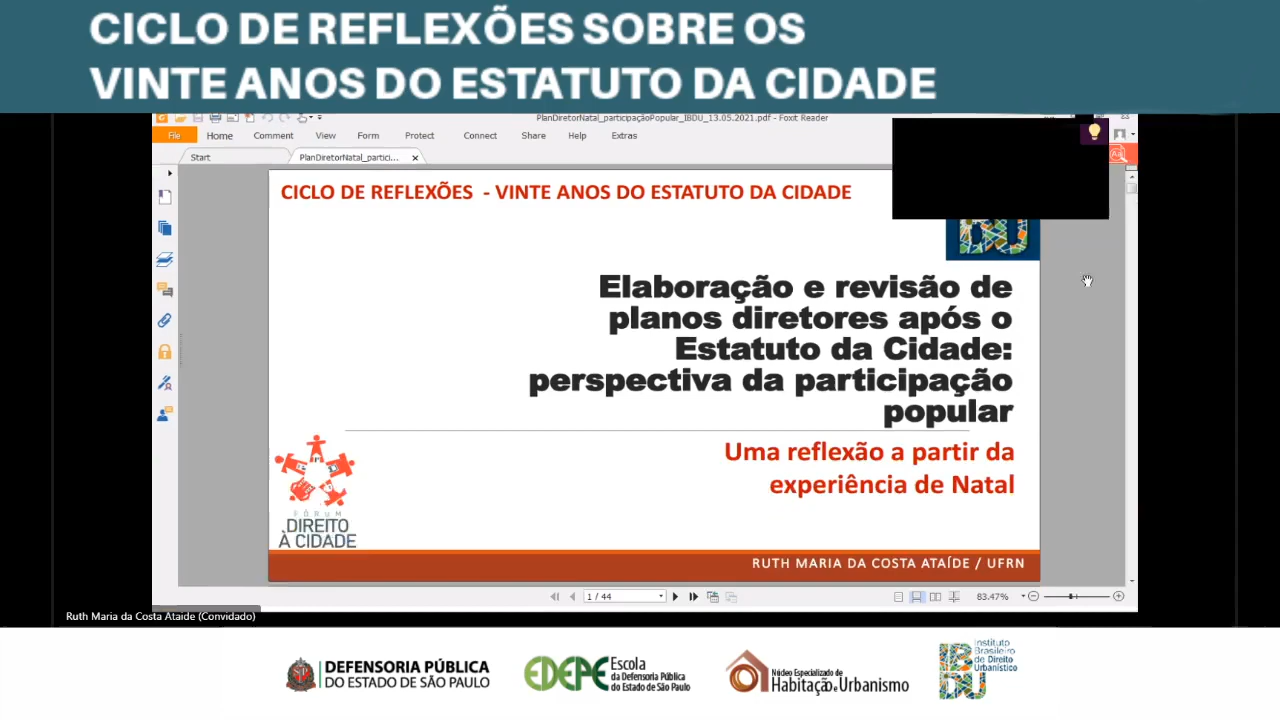 CICLO DE REFLEXÕES SOBRE OS
VINTE ANOS DO ESTATUTO DA CIDADE
PlanDiretorNatal_participaçãoPopular_IBDU_13.05.2021.pdf - Foxit Reader
File Home Comment View Form Protect Connect Share Help Extras
Start PlanDiretorNatal_partici...
CICLO DE REFLEXÕES - VINTE ANOS DO ESTATUTO DA CIDADE
Elaboração e revisão de
planos diretores após o
Estatuto da Cidade:
perspectiva da participação
popular
Uma reflexão a partir da
experiência de Natal
FÓRUM
DIREITO
À CIDADE
RUTH MARIA DA COSTA ATAÍDE / UFRN
1 / 44
83.47%
Ruth Maria da Costa Ataide (Convidado)
DEFENSORIA PÚBLICA
DO ESTADO DE SÃO PAULO
EDEPE
Escola
da Defensoria Pública
do Estado de São Paulo
Núcleo Especializado de
Habitação e Urbanismo
IBDU
Instituto
Brasileiro
de Direito
Urbanístico